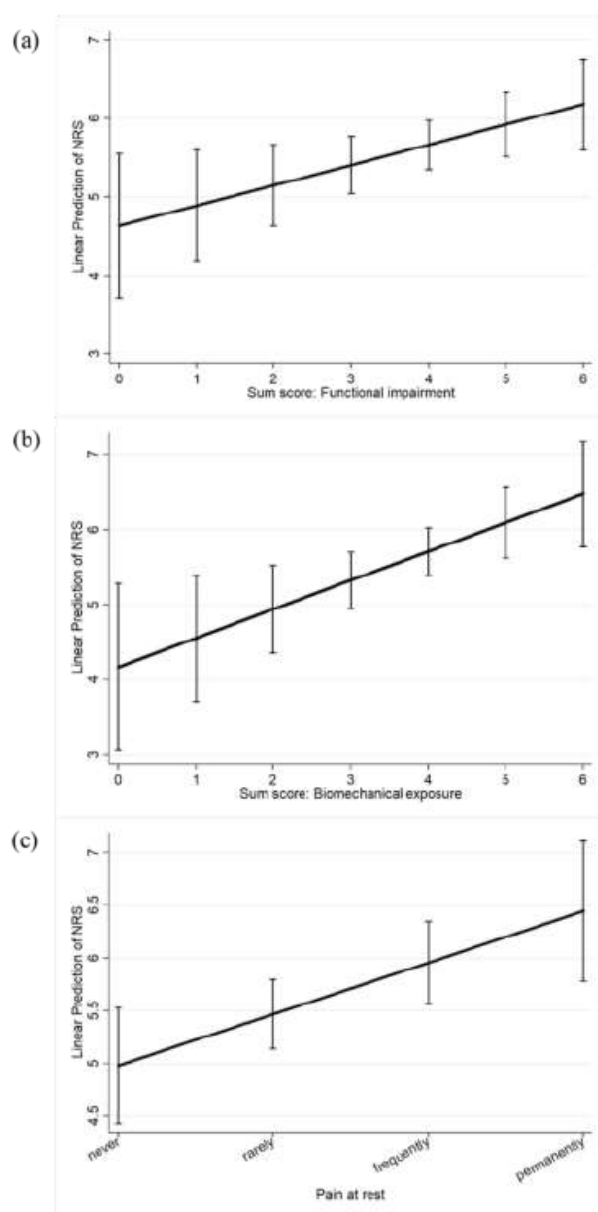 (a)
Linear Prediction of NRS
7
6
5
4
3
0 1 2 3 4 5 6
Sum score: Functional impairment
(b)
Linear Prediction of NRS
7
6
5
4
3
0 1 2 3 4 5 6
Sum score: Biomechanical exposure
(c)
Linear Prediction of NRS
7
6.5
6
5.5
5
4.5
never rarely frequently permanently
Pain at rest